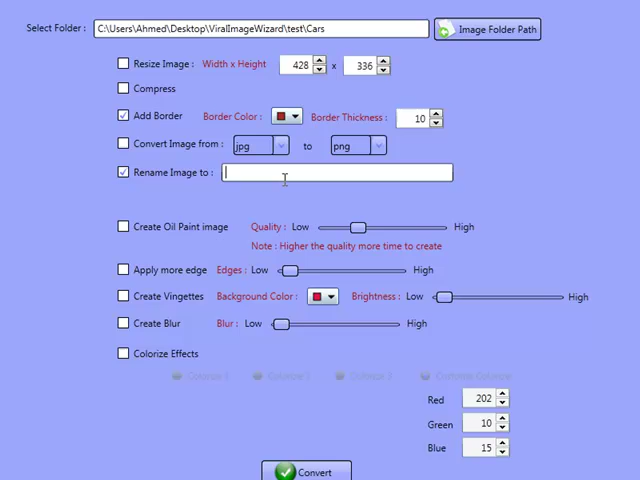 Select Folder : C:\Users\Ahmed\Desktop\ViralImageWizard\test\Cars Image Folder Path
Resize Image : Width x Height 428 x 336
Compress
Add Border Border Color : Border Thickness : 10
Convert Image from : jpg to png
Rename Image to :
Create Oil Paint image Quality : Low High
Note : Higher the quality more time to create
Apply more edge Edges : Low High
Create Vingettes Background Color : Brightness : Low High
Create Blur Blur : Low High
Colorize Effects
Red 202
Green 10
Blue 15
Convert